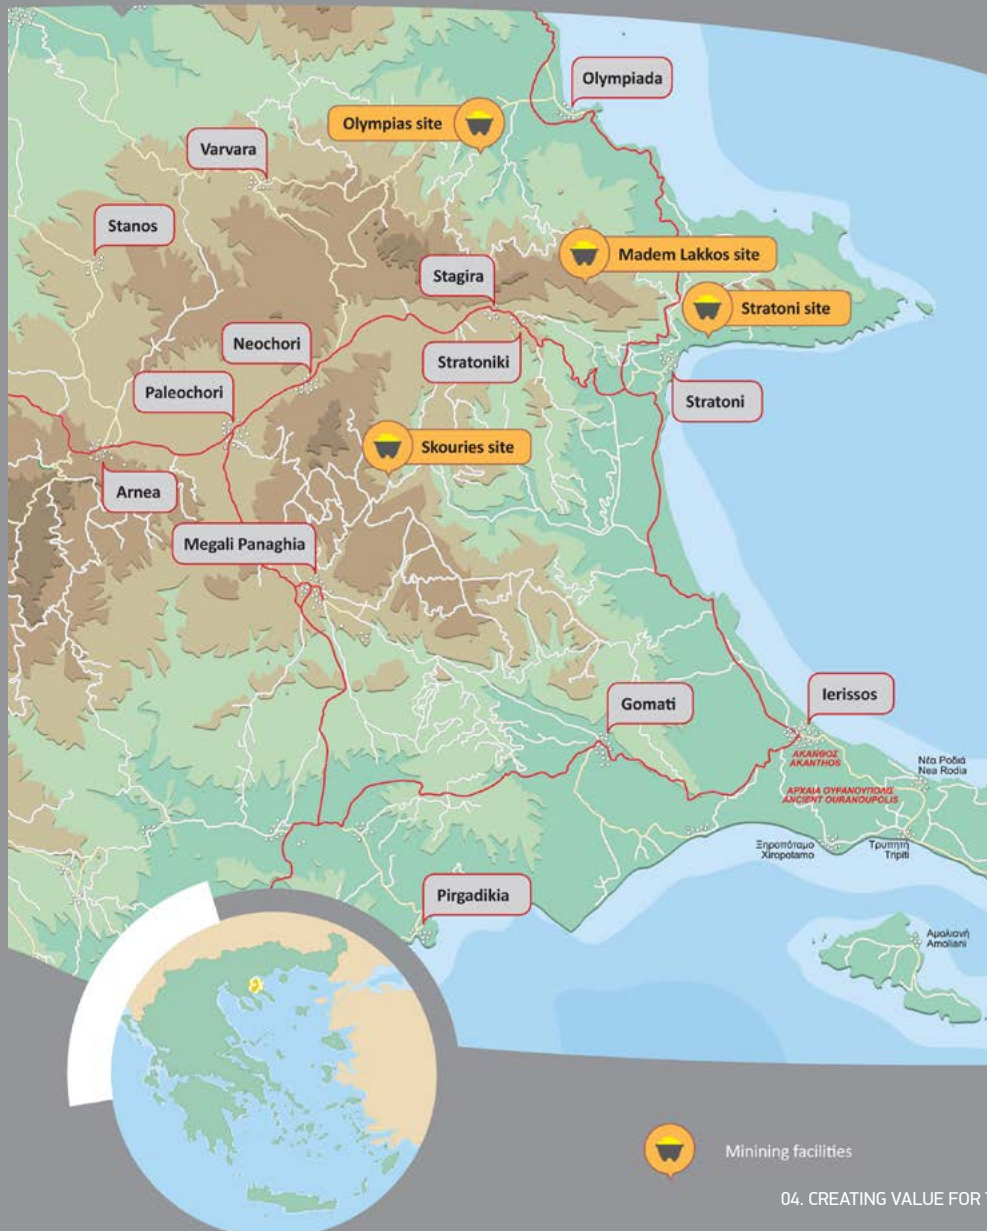 Olympiada
Olympias site
Varvara
Stanos
Madem Lakkos site
Stagira
Stratoni site
Neochori
Stratoniki
Paleochori
Stratoni
Skouries site
Arnea
Megali Panaghia
Gomati
Ierissos
ΑΚΑΝΘΟΣ
AKANTHOS
Νέα Ροδιά
Nea Rodia
ΑΡΧΑΙΑ ΟΥΡΑΝΟΥΠΟΛΙΣ
ANCIENT OURANOUPOLIS
Ξηροπόταμο
Xiropotamo
Τρυπητή
Tripiti
Pirgadikia
Αμολιανή
Amoliani
Minining facilities
04. CREATING VALUE FOR